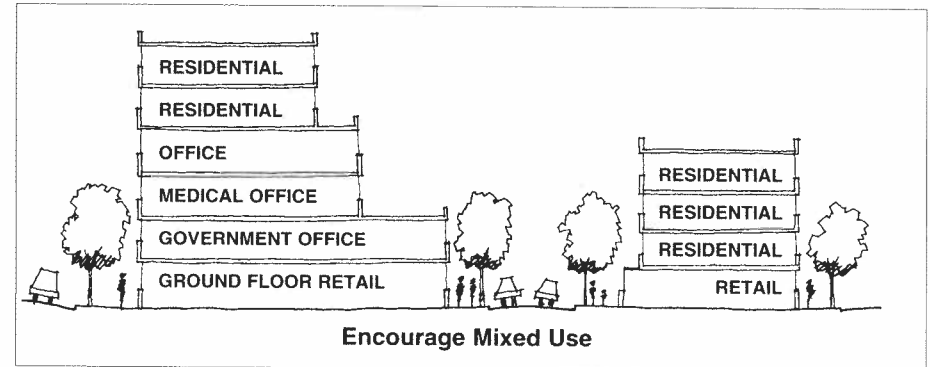 RESIDENTIAL
RESIDENTIAL
OFFICE
MEDICAL OFFICE
GOVERNMENT OFFICE
GROUND FLOOR RETAIL
RESIDENTIAL
RESIDENTIAL
RESIDENTIAL
RETAIL
Encourage Mixed Use